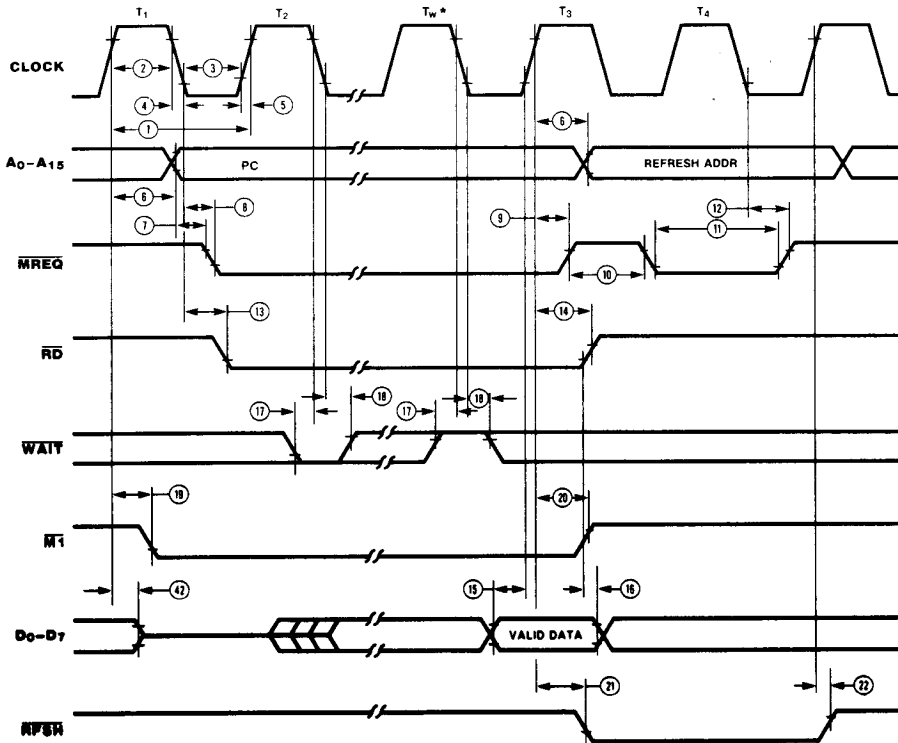 T1 T2 Tw* T3 T4
CLOCK
2 3
4 5
1 6
A0–A15 PC REFRESH ADDR
6 8 9 12
7 11
MREQ
10
13 14
RD
17 18 17 18
WAIT
19 20
M1
42 15 16
D0–D7 VALID DATA
21 22
RFSH